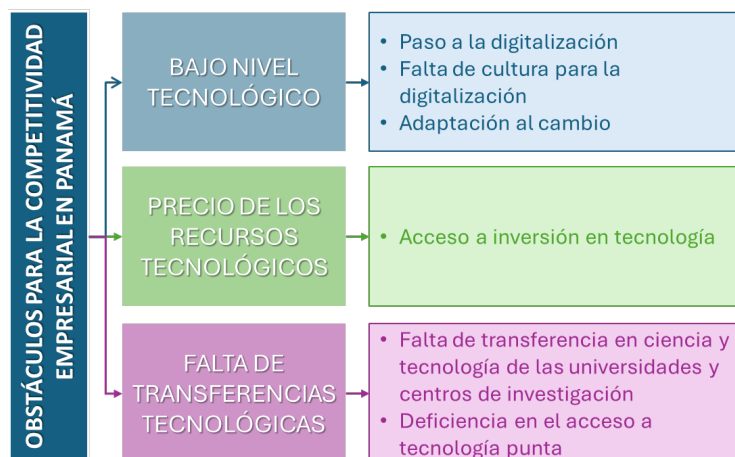 OBSTÁCULOS PARA LA COMPETITIVIDAD
EMPRESARIAL EN PANAMÁ
BAJO NIVEL
TECNOLÓGICO
• Paso a la digitalización
• Falta de cultura para la
digitalización
• Adaptación al cambio
PRECIO DE LOS
RECURSOS
TECNOLÓGICOS
• Acceso a inversión en tecnología
FALTA DE
TRANSFERENCIAS
TECNOLÓGICAS
• Falta de transferencia en ciencia y
tecnología de las universidades y
centros de investigación
• Deficiencia en el acceso a
tecnología punta